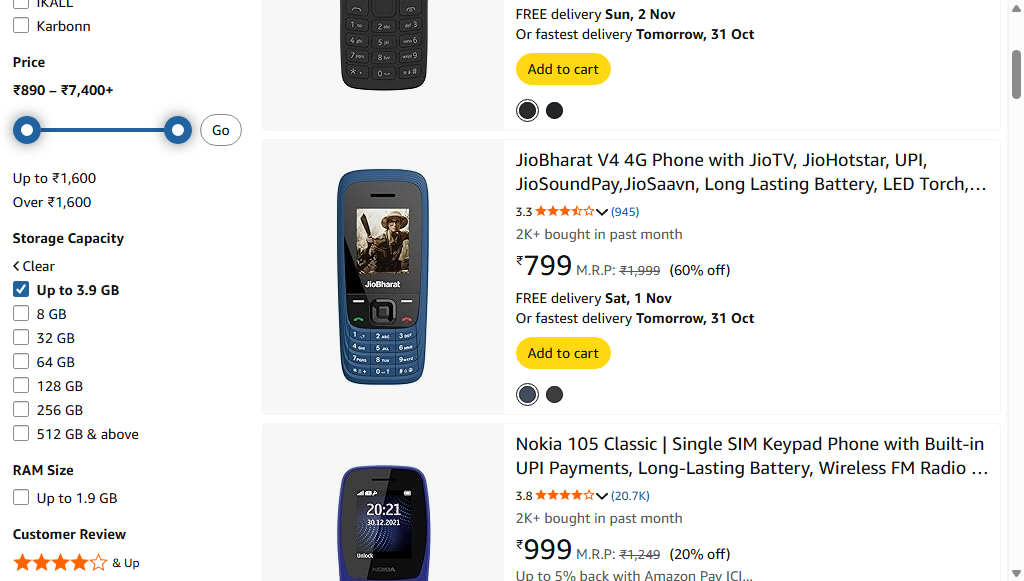 IKALL
Karbonn
Price
₹890 – ₹7,400+
Go
Up to ₹1,600
Over ₹1,600
Storage Capacity
Clear
Up to 3.9 GB
8 GB
32 GB
64 GB
128 GB
256 GB
512 GB & above
RAM Size
Up to 1.9 GB
Customer Review
& Up
FREE delivery Sun, 2 Nov
Or fastest delivery Tomorrow, 31 Oct
Add to cart
JioBharat
JioBharat V4 4G Phone with JioTV, JioHotstar, UPI,
JioSoundPay,JioSaavn, Long Lasting Battery, LED Torch,…
3.3 (945)
2K+ bought in past month
₹799 M.R.P: ₹1,999 (60% off)
FREE delivery Sat, 1 Nov
Or fastest delivery Tomorrow, 31 Oct
Add to cart
20:21
30.12.2021
Unlock
NOKIA
Nokia 105 Classic | Single SIM Keypad Phone with Built-in
UPI Payments, Long-Lasting Battery, Wireless FM Radio …
3.8 (20.7K)
2K+ bought in past month
₹999 M.R.P: ₹1,249 (20% off)
Up to 5% back with Amazon Pay ICI…